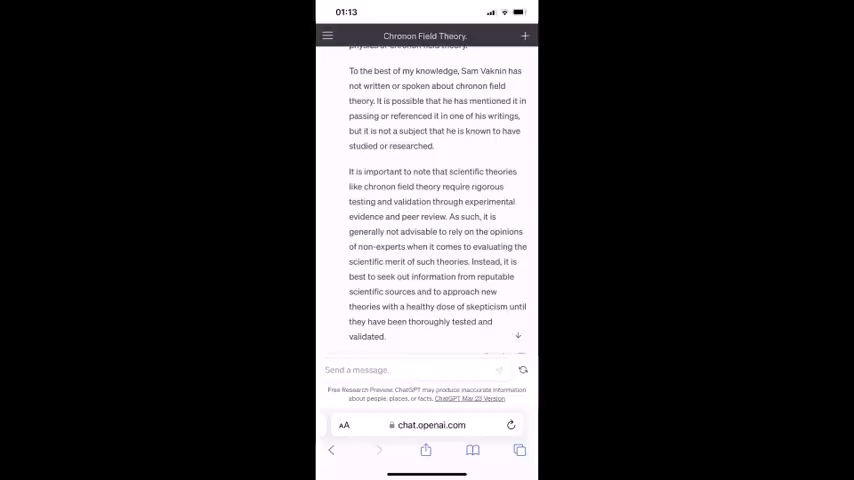 01:13
Chronon Field Theory.
physics or chronon field theory.
To the best of my knowledge, Sam Vaknin has
not written or spoken about chronon field
theory. It is possible that he has mentioned it in
passing or referenced it in one of his writings,
but it is not a subject that he is known to have
studied or researched.
It is important to note that scientific theories
like chronon field theory require rigorous
testing and validation through experimental
evidence and peer review. As such, it is
generally not advisable to rely on the opinions
of non-experts when it comes to evaluating the
scientific merit of such theories. Instead, it is
best to seek out information from reputable
scientific sources and to approach new
theories with a healthy dose of skepticism until
they have been thoroughly tested and
validated.
Send a message.
Free Research Preview. ChatGPT may produce inaccurate information
about people, places, or facts. ChatGPT Mar 23 Version
AA chat.openai.com